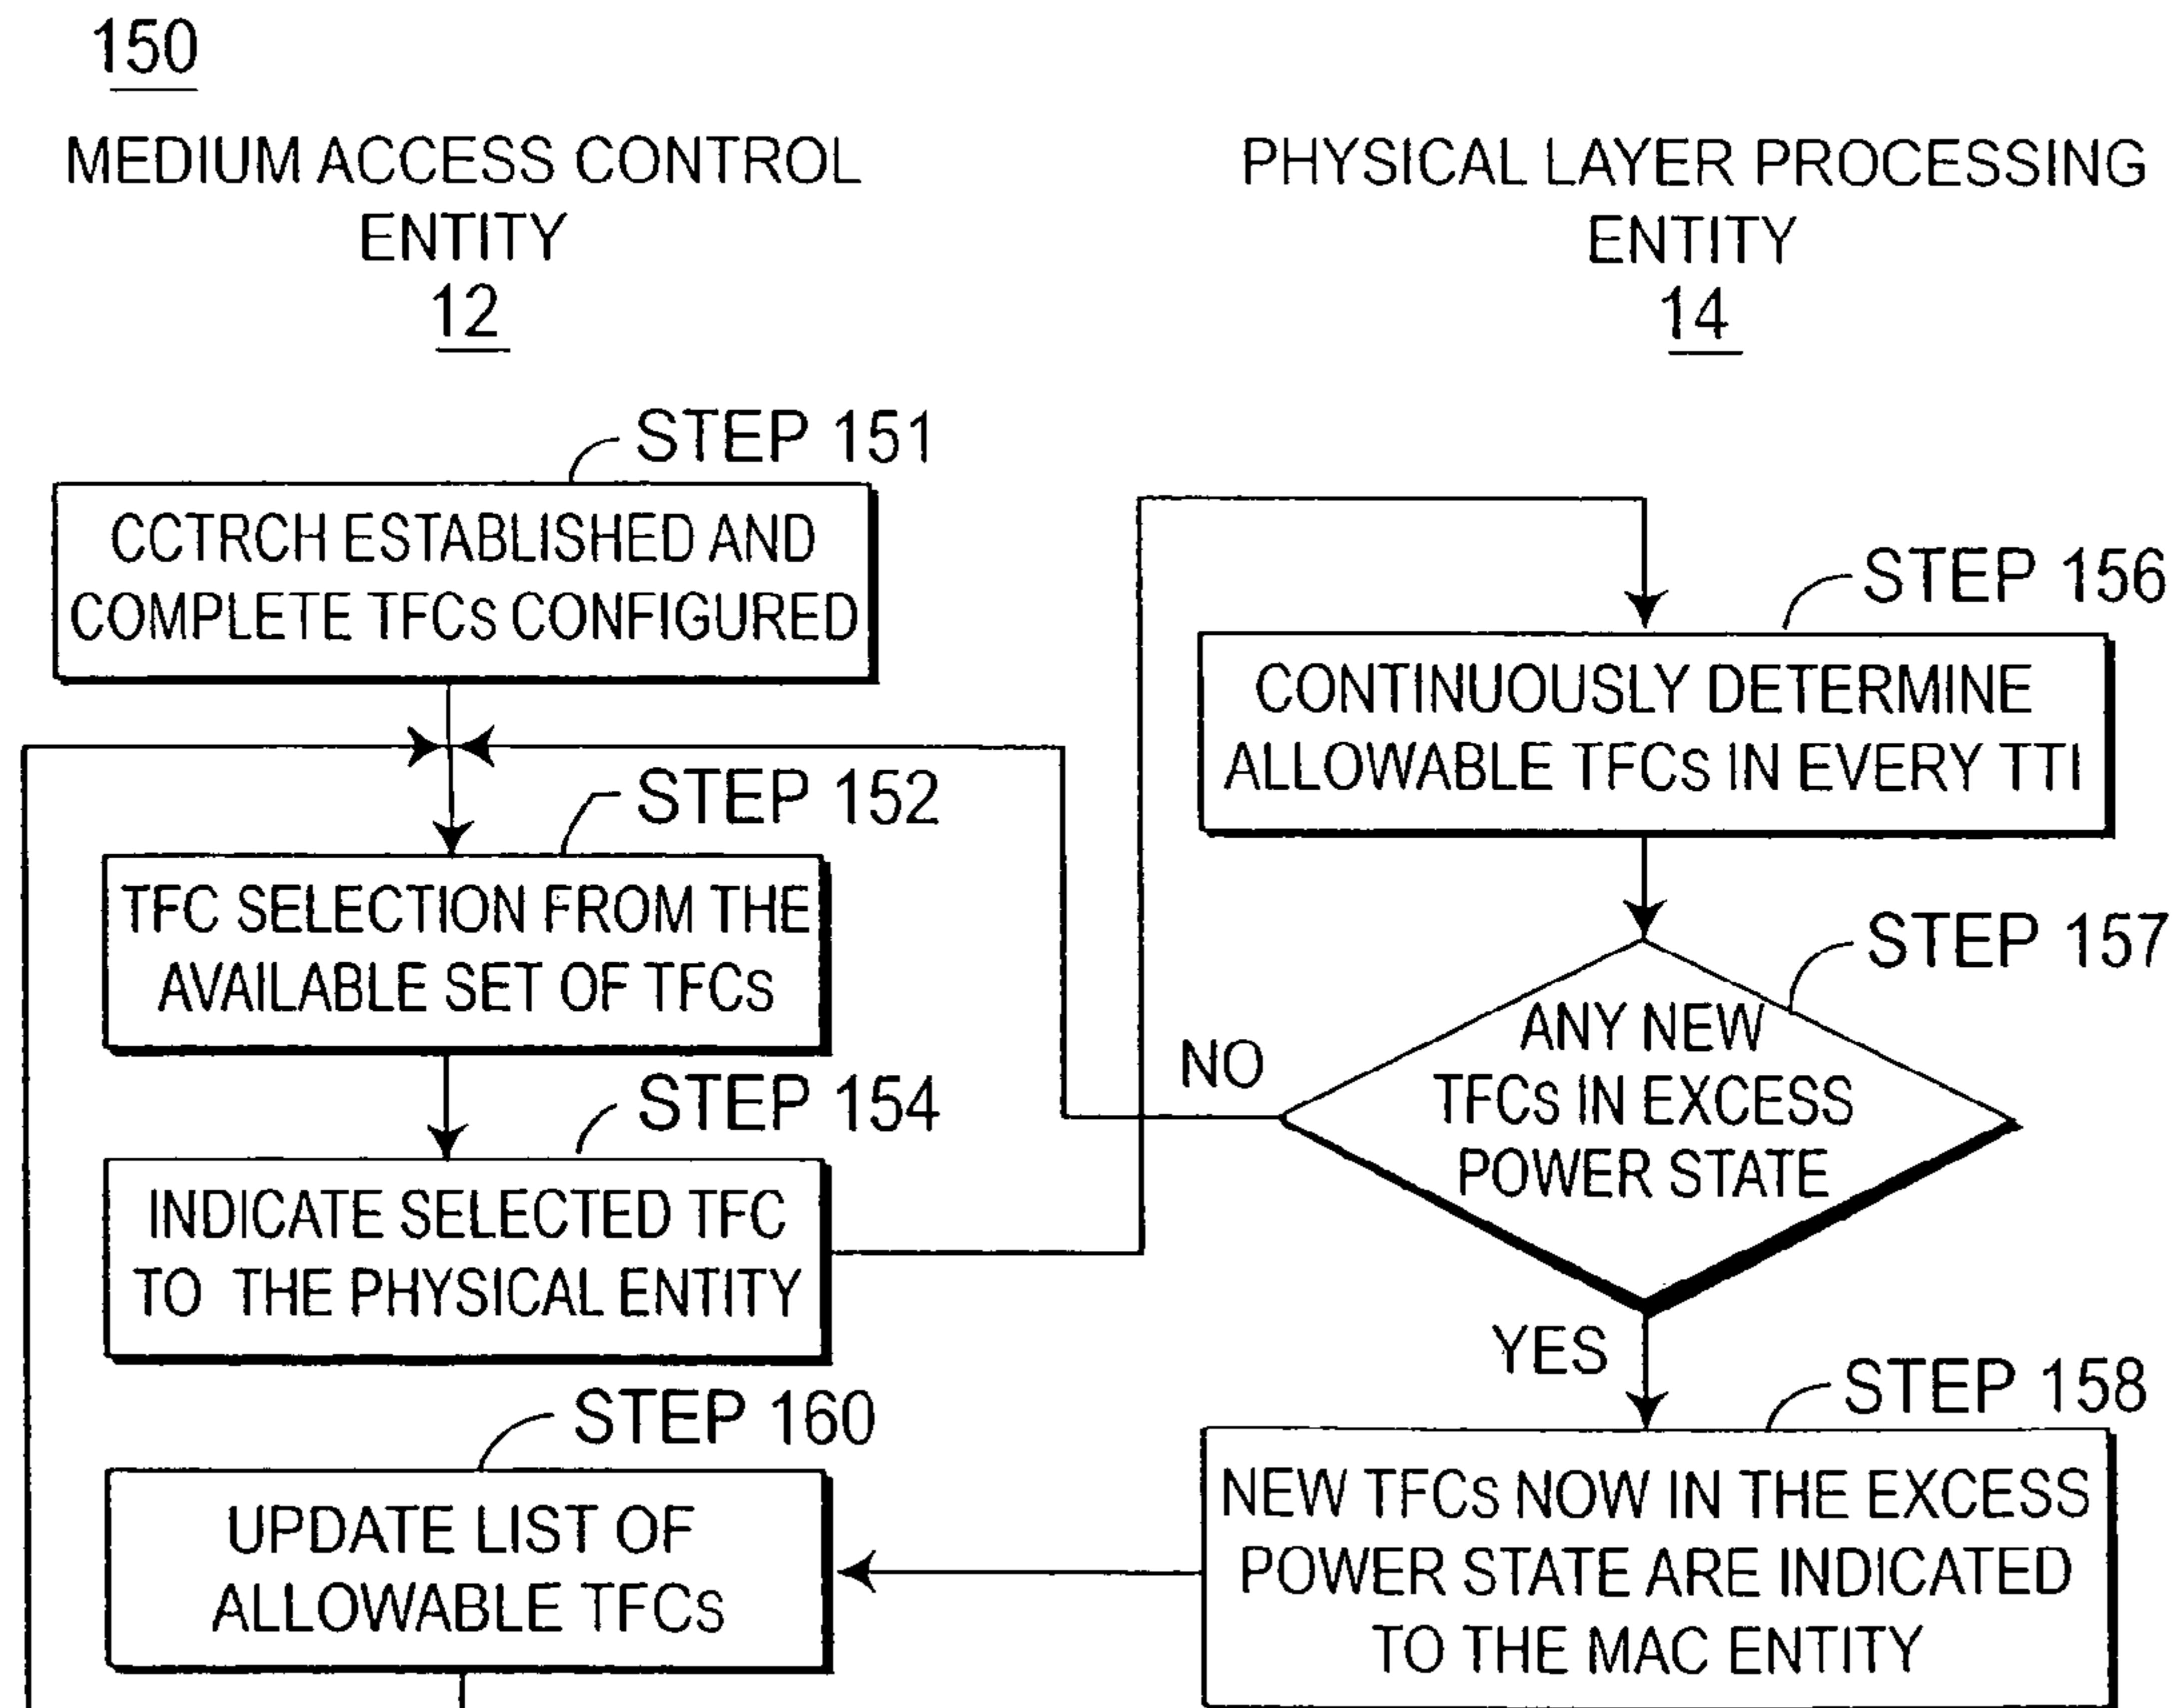 150
MEDIUM ACCESS CONTROL
ENTITY
12
PHYSICAL LAYER PROCESSING
ENTITY
14
STEP 151
CCTRCH ESTABLISHED AND
COMPLETE TFCs CONFIGURED
STEP 152
TFC SELECTION FROM THE
AVAILABLE SET OF TFCs
STEP 154
INDICATE SELECTED TFC
TO THE PHYSICAL ENTITY
STEP 156
CONTINUOUSLY DETERMINE
ALLOWABLE TFCs IN EVERY TTI
STEP 157
ANY NEW
TFCs IN EXCESS
POWER STATE
NO
YES
STEP 158
NEW TFCs NOW IN THE EXCESS
POWER STATE ARE INDICATED
TO THE MAC ENTITY
STEP 160
UPDATE LIST OF
ALLOWABLE TFCs